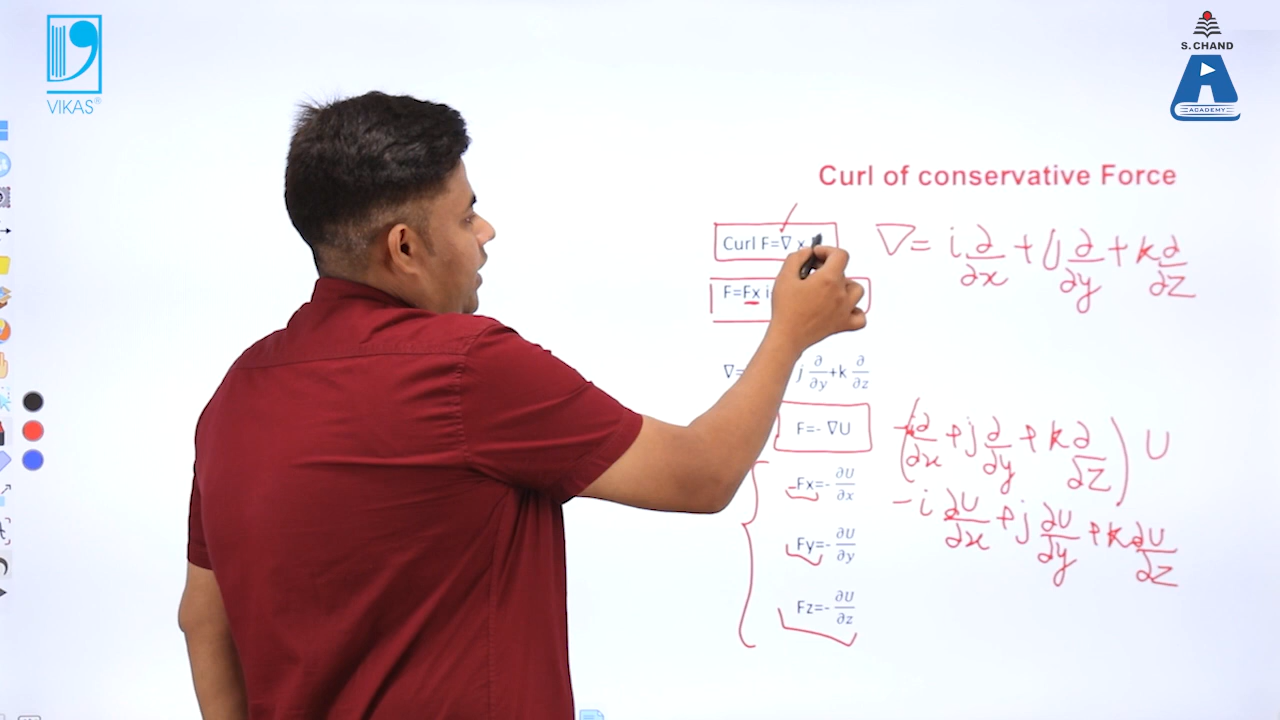 VIKAS®
S. CHAND
ACADEMY
Curl of conservative Force
Curl F=∇ x
∇= i ∂/∂x + j ∂/∂y + k ∂/∂z
F=Fx i
∇= j ∂/∂y +k ∂/∂z
F=- ∇U
∂/∂x + j ∂/∂y + k ∂/∂z ) U
Fx=- ∂U/∂x
- i ∂U/∂x + j ∂U/∂y + k ∂U/∂z
Fy=- ∂U/∂y
Fz=- ∂U/∂z